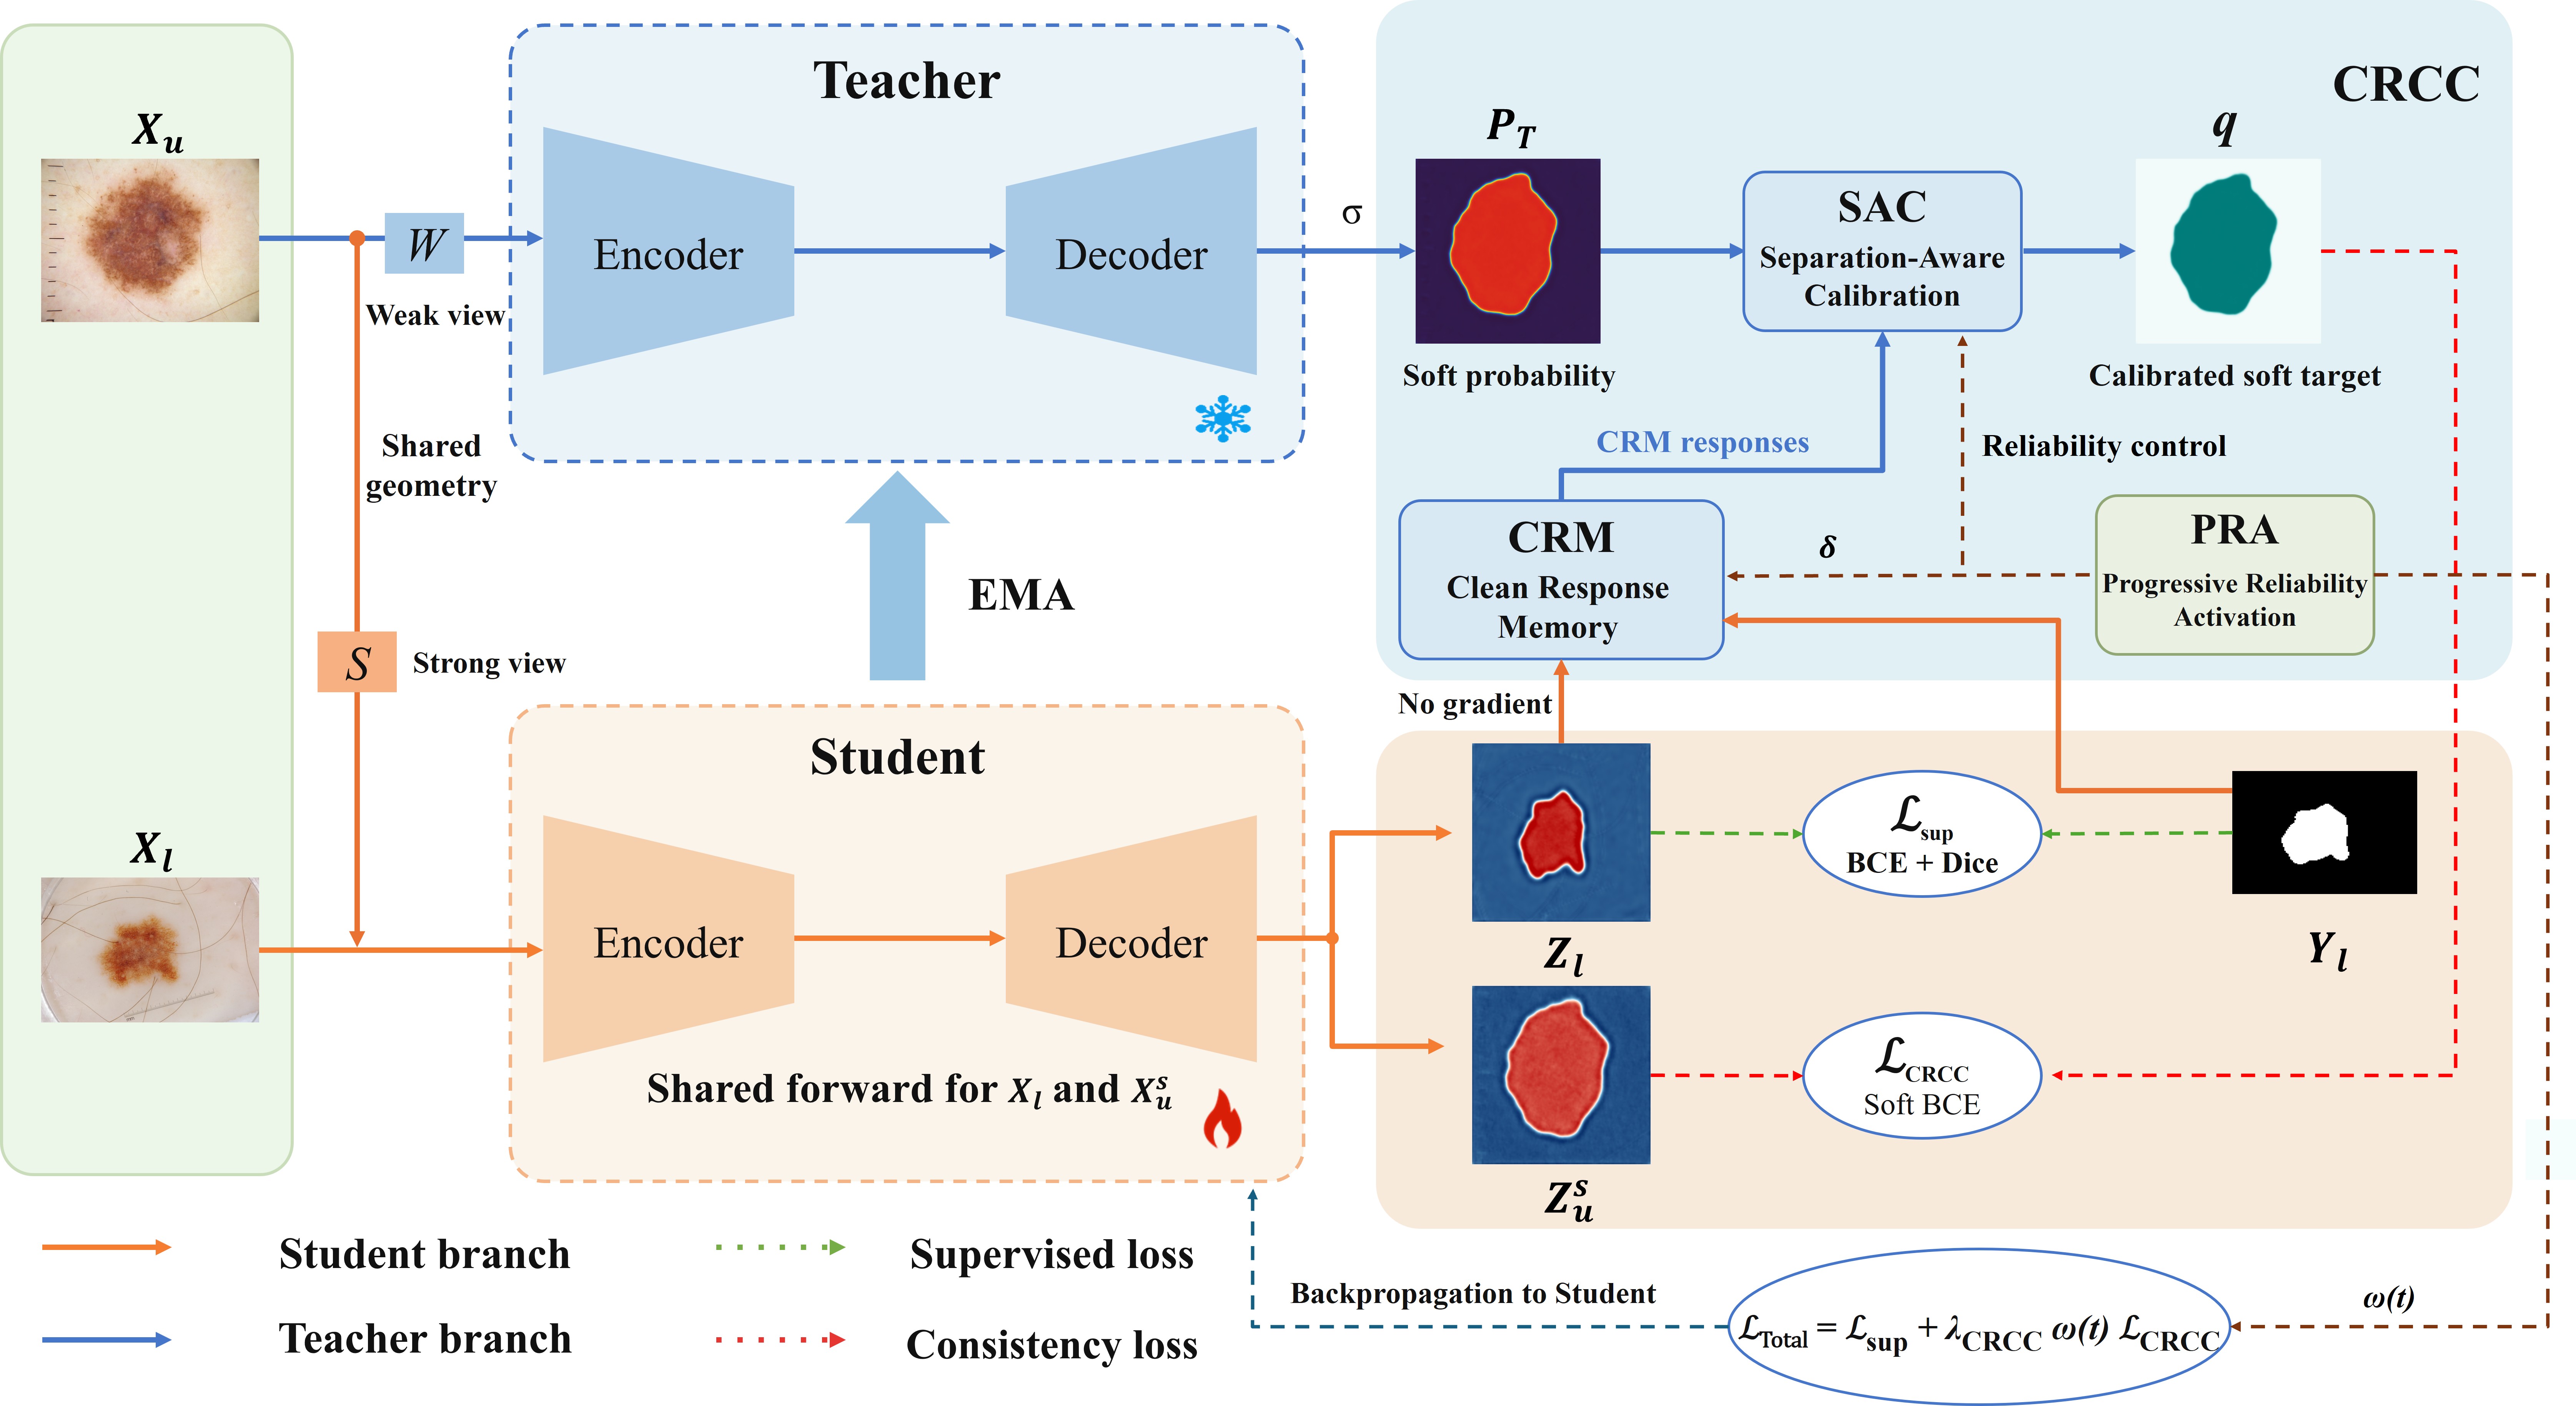 X_u
W
Weak view
Shared
geometry
S
Strong view
X_l
Teacher
Encoder
Decoder
EMA
Student
Encoder
Decoder
Shared forward for X_l and X_u^s
σ
CRCC
P_T
Soft probability
SAC
Separation-Aware
Calibration
q
Calibrated soft target
CRM responses
Reliability control
CRM
Clean Response
Memory
δ
PRA
Progressive Reliability
Activation
No gradient
Z_l
ℒ_sup
BCE + Dice
Y_l
Z_u^s
ℒ_CRCC
Soft BCE
Student branch
Supervised loss
Teacher branch
Consistency loss
Backpropagation to Student
ℒ_Total = ℒ_sup + λ_CRCC ω(t) ℒ_CRCC
ω(t)